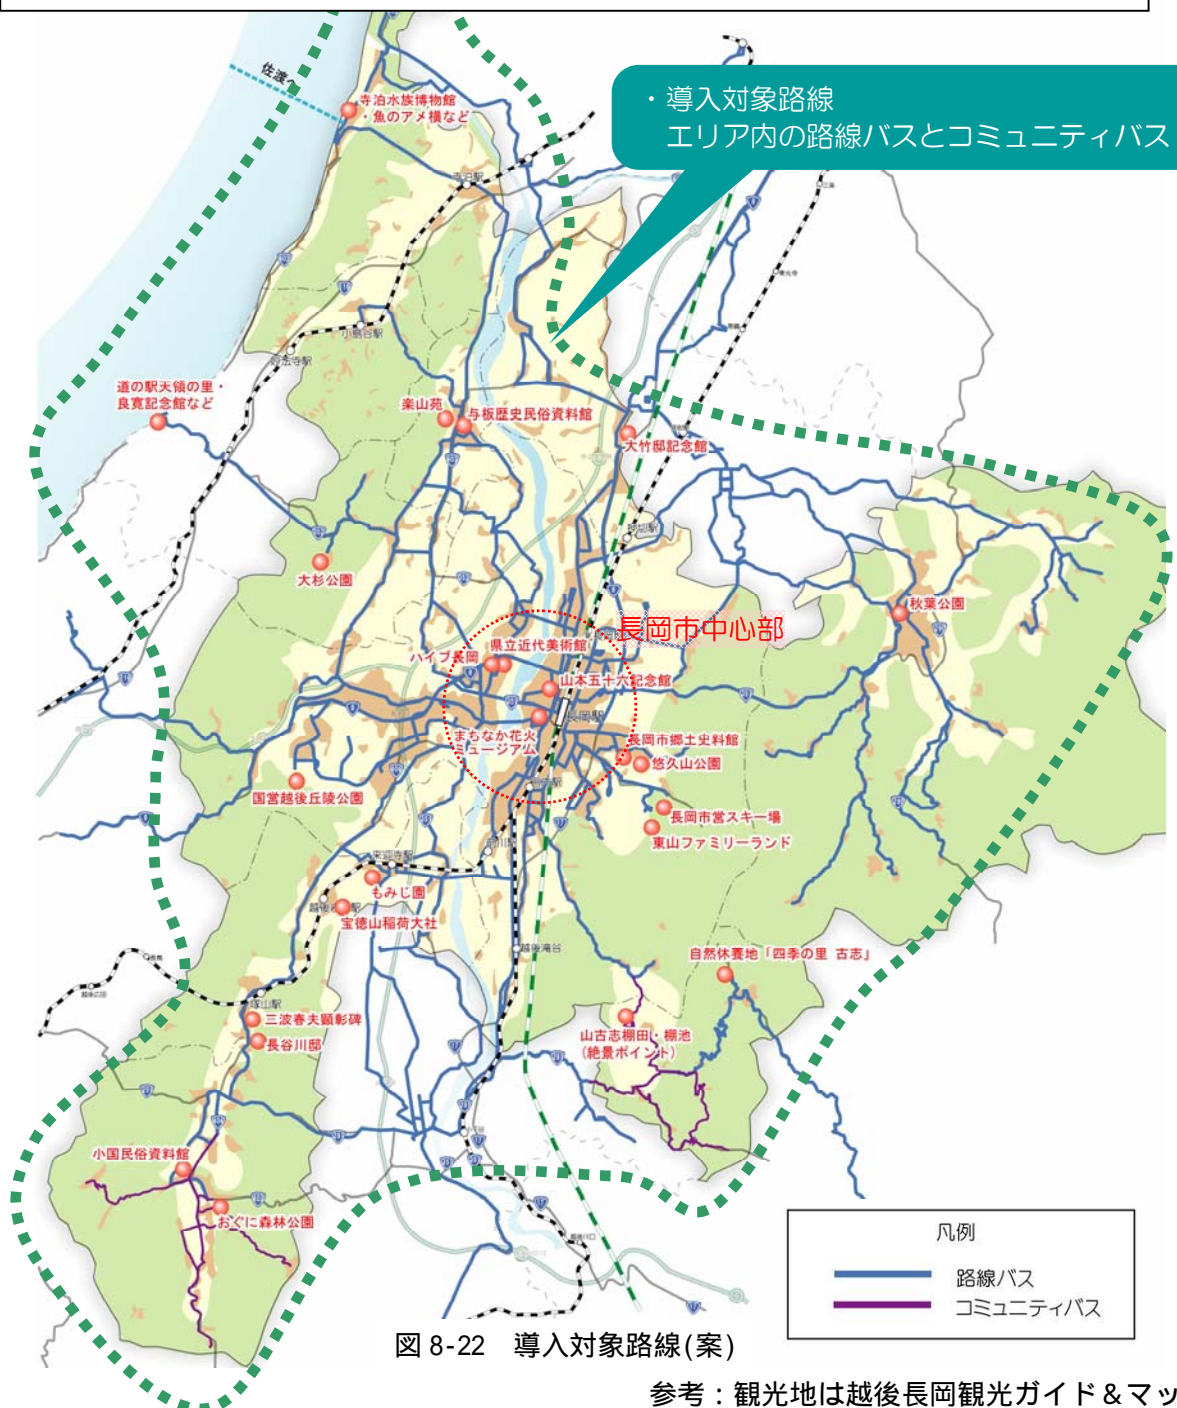 佐渡へ
寺泊水族博物館
・魚のアメ横など
・導入対象路線
エリア内の路線バスとコミュニティバス
寺泊駅
小島谷駅
妙法寺駅
道の駅天領の里・
良寛記念館など
楽山苑
与板歴史民俗資料館
大竹邸記念館
大杉公園
秋葉公園
長岡市中心部
県立近代美術館
ハイブ長岡
山本五十六記念館
長岡駅
まちなか花火
ミュージアム
長岡市郷土史料館
悠久山公園
国営越後丘陵公園
長岡市営スキー場
東山ファミリーランド
来迎寺駅
もみじ園
宝徳山稲荷大社
越後滝谷
自然休養地「四季の里 古志」
塚山駅
三波春夫顕彰碑
長谷川邸
山古志棚田・棚池
(絶景ポイント)
小国民俗資料館
おぐに森林公園
凡例
路線バス
コミュニティバス
図 8-22 導入対象路線(案)
参考：観光地は越後長岡観光ガイド＆マッ